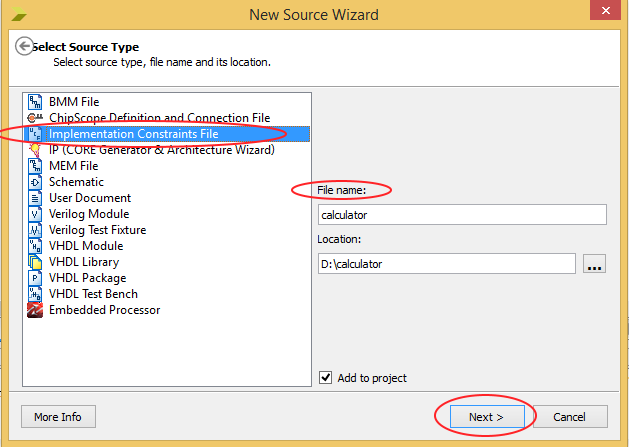 New Source Wizard
Select Source Type
Select source type, file name and its location.
BMM File
ChipScope Definition and Connection File
Implementation Constraints File
IP (CORE Generator & Architecture Wizard)
MEM File
Schematic
User Document
Verilog Module
Verilog Test Fixture
VHDL Module
VHDL Library
VHDL Package
VHDL Test Bench
Embedded Processor
File name:
calculator
Location:
D:\calculator
...
Add to project
More Info
Next >
Cancel